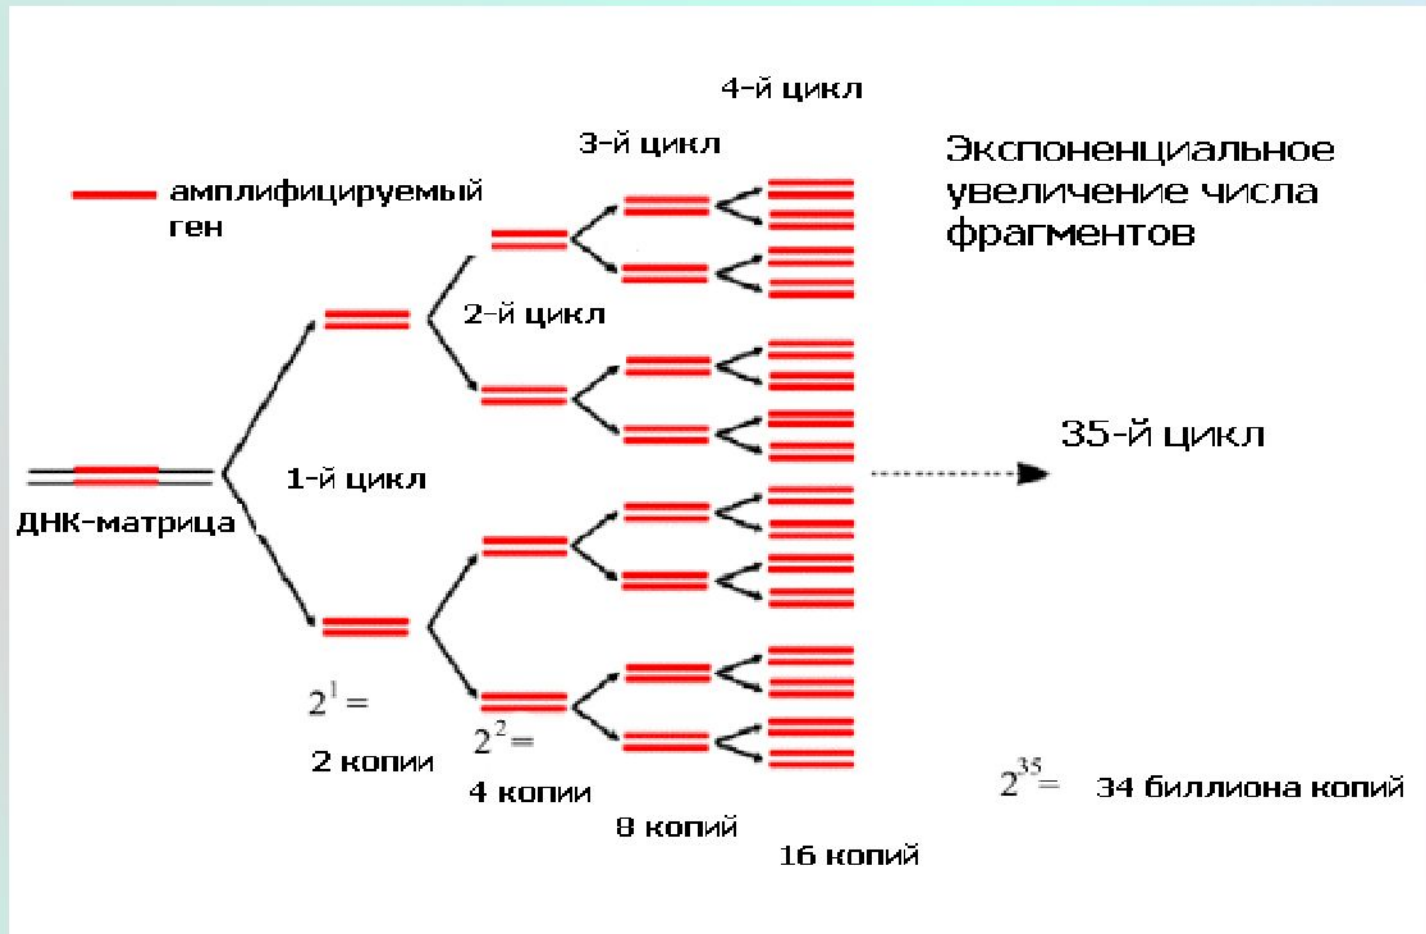 4-й цикл
3-й цикл
Экспоненциальное
увеличение числа
фрагментов
амплифицируемый
ген
2-й цикл
35-й цикл
1-й цикл
ДНК-матрица
2¹ =
2 копии
2² =
4 копии
8 копий
16 копий
2³⁵= 34 биллиона копий